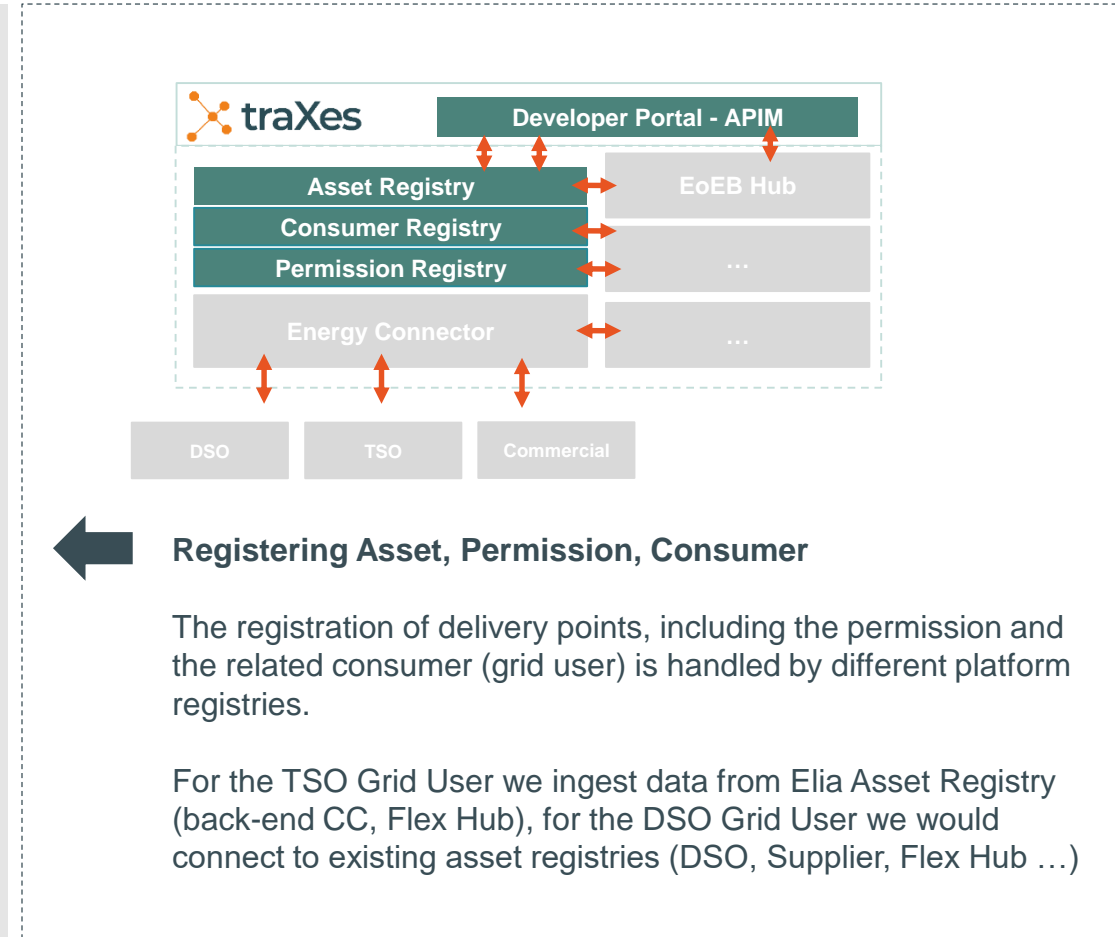 traXes
Developer Portal - APIM
Asset Registry
EoEB Hub
Consumer Registry
Permission Registry
…
Energy Connector
…
DSO
TSO
Commercial
Registering Asset, Permission, Consumer
The registration of delivery points, including the permission and
the related consumer (grid user) is handled by different platform
registries.
For the TSO Grid User we ingest data from Elia Asset Registry
(back-end CC, Flex Hub), for the DSO Grid User we would
connect to existing asset registries (DSO, Supplier, Flex Hub …)